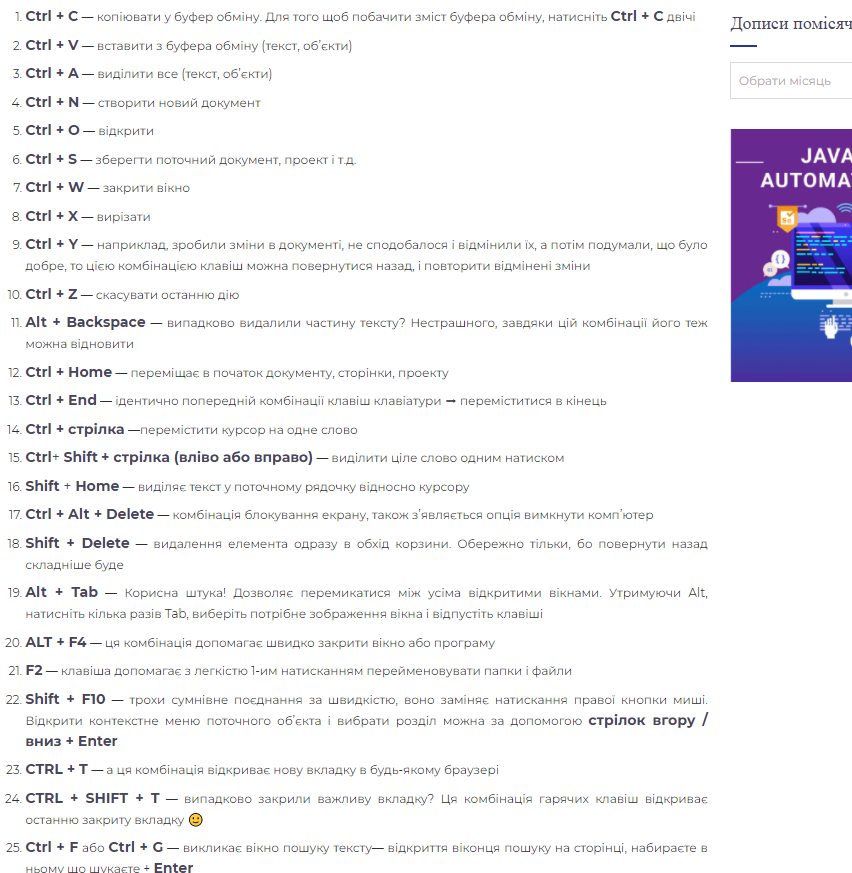 1. Ctrl + C — копіювати у буфер обміну. Для того щоб побачити зміст буфера обміну, натисніть Ctrl + C двічі
2. Ctrl + V — вставити з буфера обміну (текст, об'єкти)
3. Ctrl + A — виділити все (текст, об'єкти)
4. Ctrl + N — створити новий документ
5. Ctrl + O — відкрити
6. Ctrl + S — зберегти поточний документ, проект і т.д.
7. Ctrl + W — закрити вікно
8. Ctrl + X — вирізати
9. Ctrl + Y — наприклад, зробили зміни в документі, не сподобалося і відмінили їх, а потім подумали, що було
добре, то цією комбінацією клавіш можна повернутися назад, і повторити відмінені зміни
10. Ctrl + Z — скасувати останню дію
11. Alt + Backspace — випадково видалили частину тексту? Нестрашного, завдяки цій комбінації його теж
можна відновити
12. Ctrl + Home — переміщає в початок документу, сторінки, проекту
13. Ctrl + End — ідентично попередній комбінації клавіш клавіатури ➞ переміститися в кінець
14. Ctrl + стрілка —перемістити курсор на одне слово
15. Ctrl+ Shift + стрілка (вліво або вправо) — виділити ціле слово одним натиском
16. Shift + Home — виділяє текст у поточному рядочку відносно курсору
17. Ctrl + Alt + Delete — комбінація блокування екрану, також з'являється опція вимкнути комп'ютер
18. Shift + Delete — видалення елемента одразу в обхід корзини. Обережно тільки, бо повернути назад
складніше буде
19. Alt + Tab — Корисна штука! Дозволяє перемикатися між усіма відкритими вікнами. Утримуючи Alt,
натисніть кілька разів Tab, виберіть потрібне зображення вікна і відпустіть клавіші
20. ALT + F4 — ця комбінація допомагає швидко закрити вікно або програму
21. F2 — клавіша допомагає з легкістю 1-им натисканням перейменовувати папки і файли
22. Shift + F10 — трохи сумнівне поєднання за швидкістю, воно заміняє натискання правої кнопки миші.
Відкрити контекстне меню поточного об'єкта і вибрати розділ можна за допомогою стрілок вгору /
вниз + Enter
23. CTRL + T — а ця комбінація відкриває нову вкладку в будь-якому браузері
24. CTRL + SHIFT + T — випадково закрили важливу вкладку? Ця комбінація гарячих клавіш відкриває
останню закриту вкладку 🙂
25. Ctrl + F або Ctrl + G — викликає вікно пошуку тексту— відкриття віконця пошуку на сторінці, набираєте в
ньому що шукаєте + Enter
Дописи помісяч
Обрати місяць
JAVA
AUTOMA